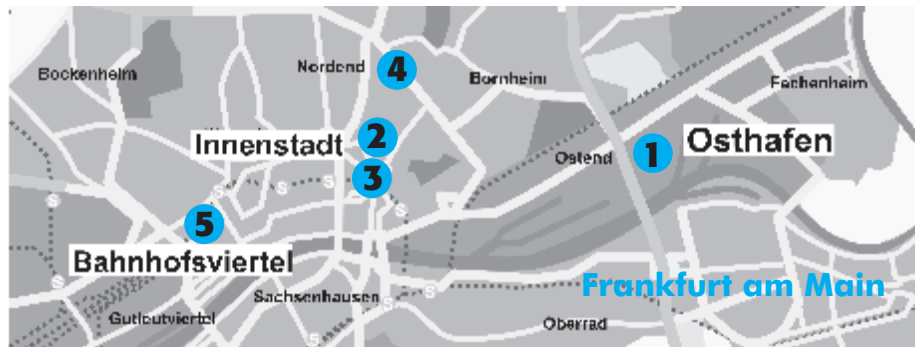 Bockenheim
Nordend
4
Bornheim
Fechenheim
Innenstadt
2
Ostend
1
Osthafen
3
S
S
S
S
S
5
Bahnhofsviertel
S
Gutleutviertel
Sachsenhausen
S
S
S
Frankfurt am Main
Oberrad